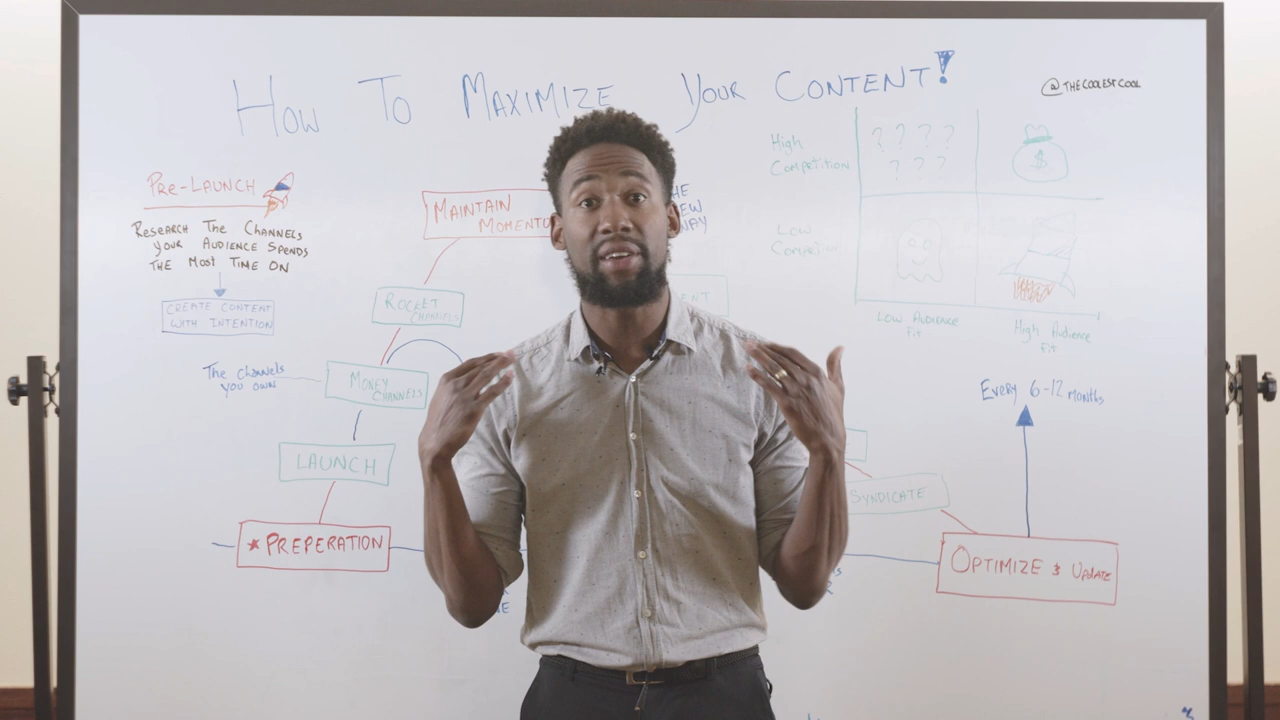 How To Maximize Your Content!
@THECOOLESTCOOL
Pre-Launch
Research The Channels
your Audience Spends
the Most Time On
Create Content
with Intention
The channels
you own
Maintain
Rocket
Channels
Money
Channels
Launch
* Preperation
High
Competition
? ? ? ?
? ? ?
$
Low
Low Audience
Fit
High Audience
Fit
Every 6-12 months
Syndicate
Optimize & Update